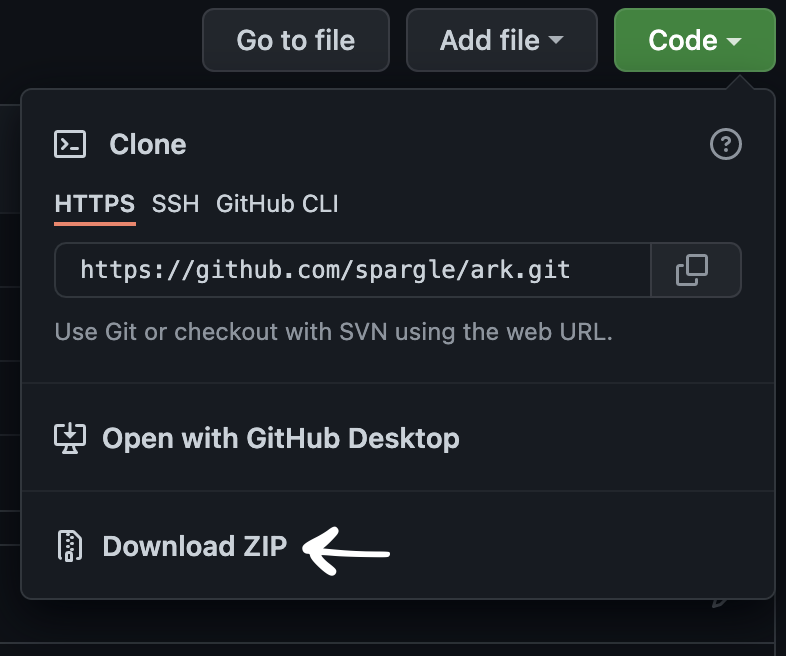 Go to file
Add file
Code
Clone
HTTPS SSH GitHub CLI
https://github.com/spargle/ark.git
Use Git or checkout with SVN using the web URL.
Open with GitHub Desktop
Download ZIP